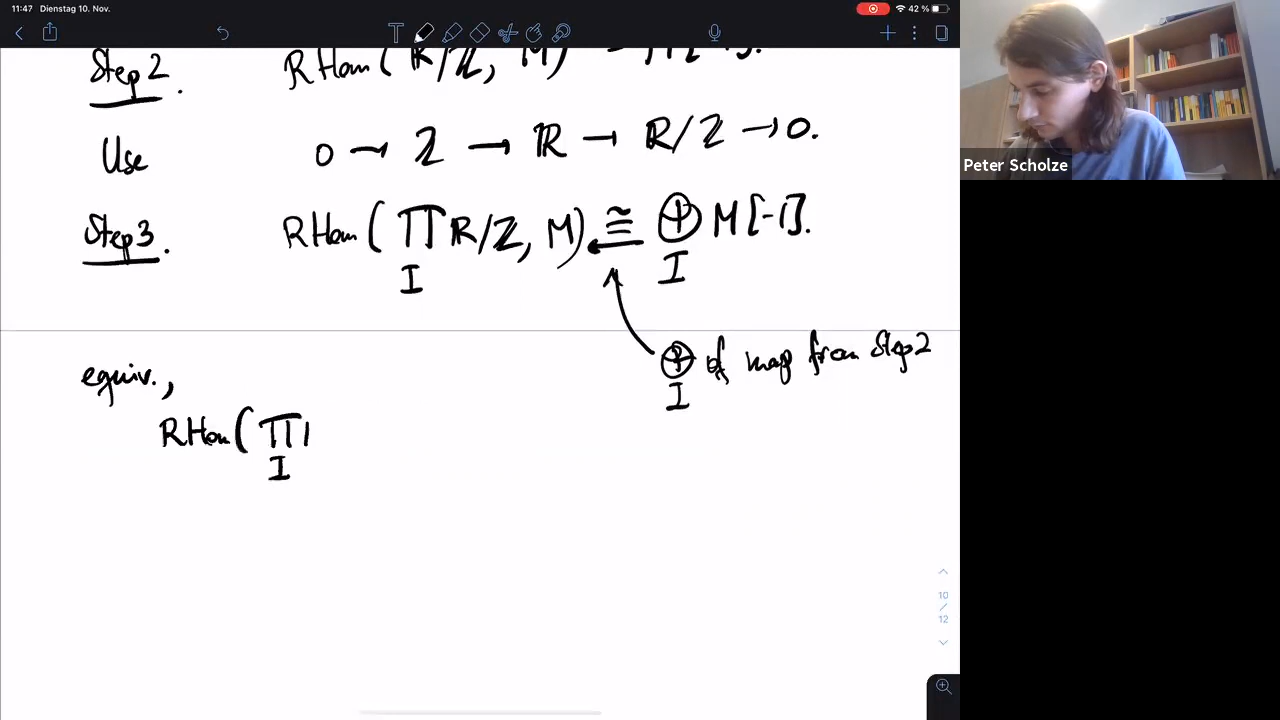 11:47 Dienstag 10. Nov.
42 %
Step 2. RHom(ℝ/ℤ, M)
Use 0 → ℤ → ℝ → ℝ/ℤ → 0.
Step 3. RHom(∏_I ℝ/ℤ, M) ≅ ⊕_I M[-1].
⊕_I of map from Step 2
equiv.,
RHom(∏_I
Peter Scholze
10
/
12